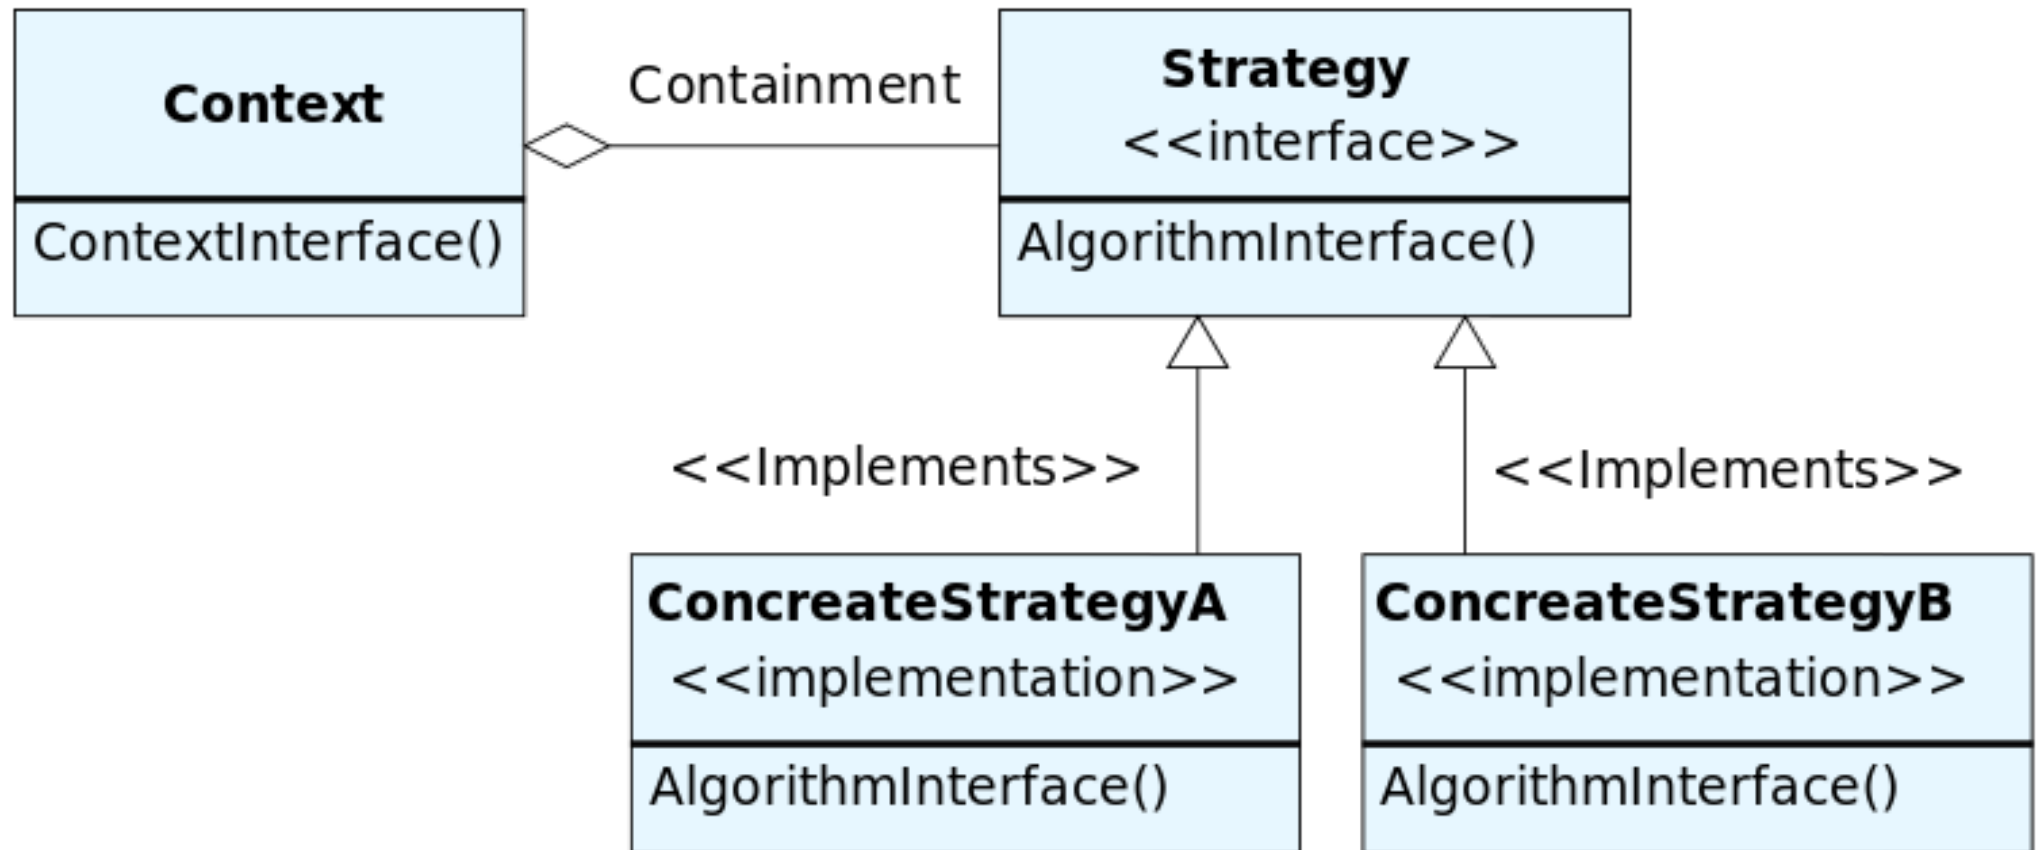 Context
ContextInterface()
Containment
Strategy
<<interface>>
AlgorithmInterface()
<<Implements>>
<<Implements>>
ConcreateStrategyA
<<implementation>>
AlgorithmInterface()
ConcreateStrategyB
<<implementation>>
AlgorithmInterface()